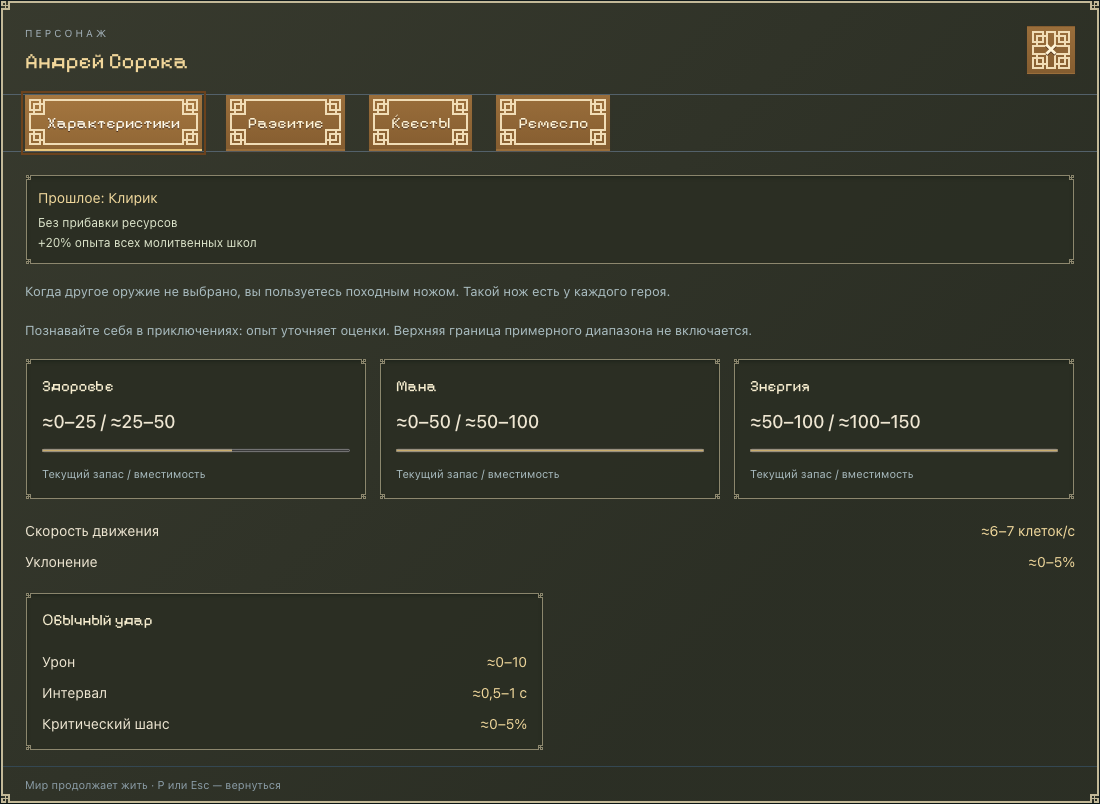 ПЕРСОНАЖ
Андрей Сорока
Характеристики
Развитие
Квесты
Ремесло
Прошлое: Клирик
Без прибавки ресурсов
+20% опыта всех молитвенных школ
Когда другое оружие не выбрано, вы пользуетесь походным ножом. Такой нож есть у каждого героя.
Познавайте себя в приключениях: опыт уточняет оценки. Верхняя граница примерного диапазона не включается.
Здоровье
≈0–25 / ≈25–50
Текущий запас / вместимость
Мана
≈0–50 / ≈50–100
Текущий запас / вместимость
Энергия
≈50–100 / ≈100–150
Текущий запас / вместимость
Скорость движения ≈6–7 клеток/с
Уклонение ≈0–5%
Обычный удар
Урон ≈0–10
Интервал ≈0,5–1 с
Критический шанс ≈0–5%
Мир продолжает жить · P или Esc — вернуться